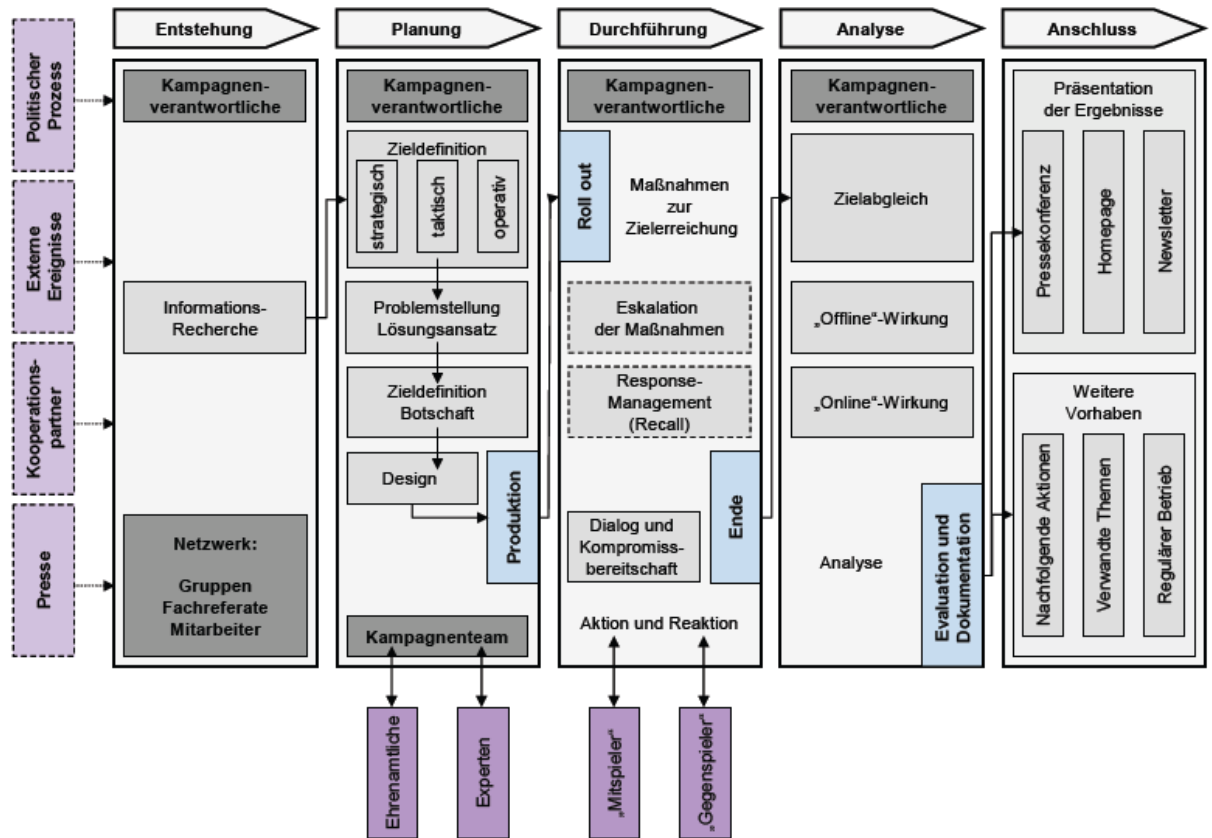 Entstehung
Planung
Durchführung
Analyse
Anschluss
Politischer
Prozess
Externe
Ereignisse
Kooperations-
partner
Presse
Kampagnen-
verantwortliche
Informations-
Recherche
Netzwerk:
Gruppen
Fachreferate
Mitarbeiter
Kampagnen-
verantwortliche
Zieldefinition
strategisch
taktisch
operativ
Problemstellung
Lösungsansatz
Zieldefinition
Botschaft
Design
Produktion
Kampagnenteam
Ehrenamtliche
Experten
Kampagnen-
verantwortliche
Roll out
Maßnahmen
zur
Zielerreichung
Eskalation
der Maßnahmen
Response-
Management
(Recall)
Dialog und
Kompromiss-
bereitschaft
Ende
Aktion und Reaktion
„Mitspieler“
„Gegenspieler“
Kampagnen-
verantwortliche
Zielabgleich
„Offline“-Wirkung
„Online“-Wirkung
Analyse
Evaluation und
Dokumentation
Präsentation
der Ergebnisse
Pressekonferenz
Homepage
Newsletter
Weitere
Vorhaben
Nachfolgende Aktionen
Verwandte Themen
Regulärer Betrieb